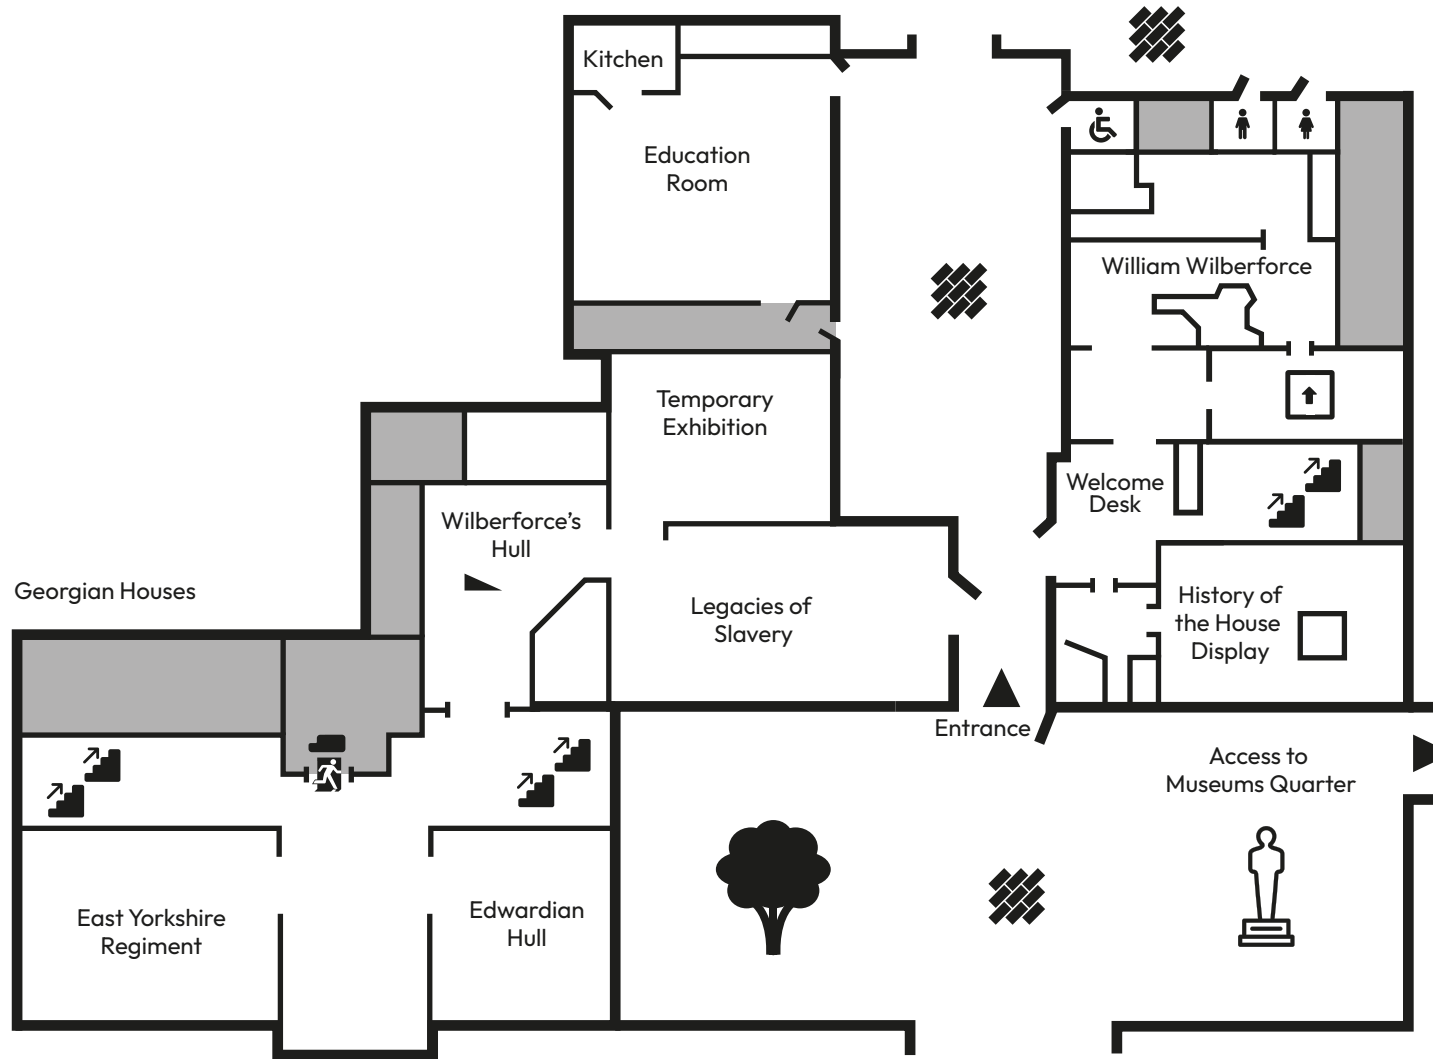 Kitchen
Education
Room
William Wilberforce
Temporary
Exhibition
Welcome
Desk
Wilberforce's
Hull
Georgian Houses
Legacies of
Slavery
History of
the House
Display
Entrance
Access to
Museums Quarter
East Yorkshire
Regiment
Edwardian
Hull